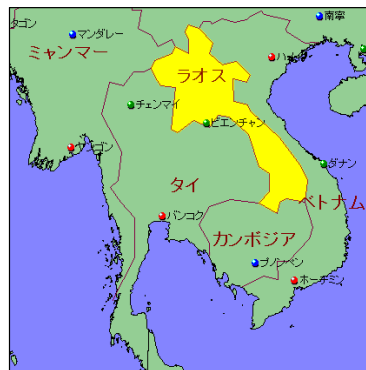 タゴン
マンダレー
南寧
ミャンマー
ハノイ
ラオス
チェンマイ
ビエンチャン
ヤンゴン
ダナン
タイ
ベトナム
バンコク
カンボジア
プノンペン
ホーチミン